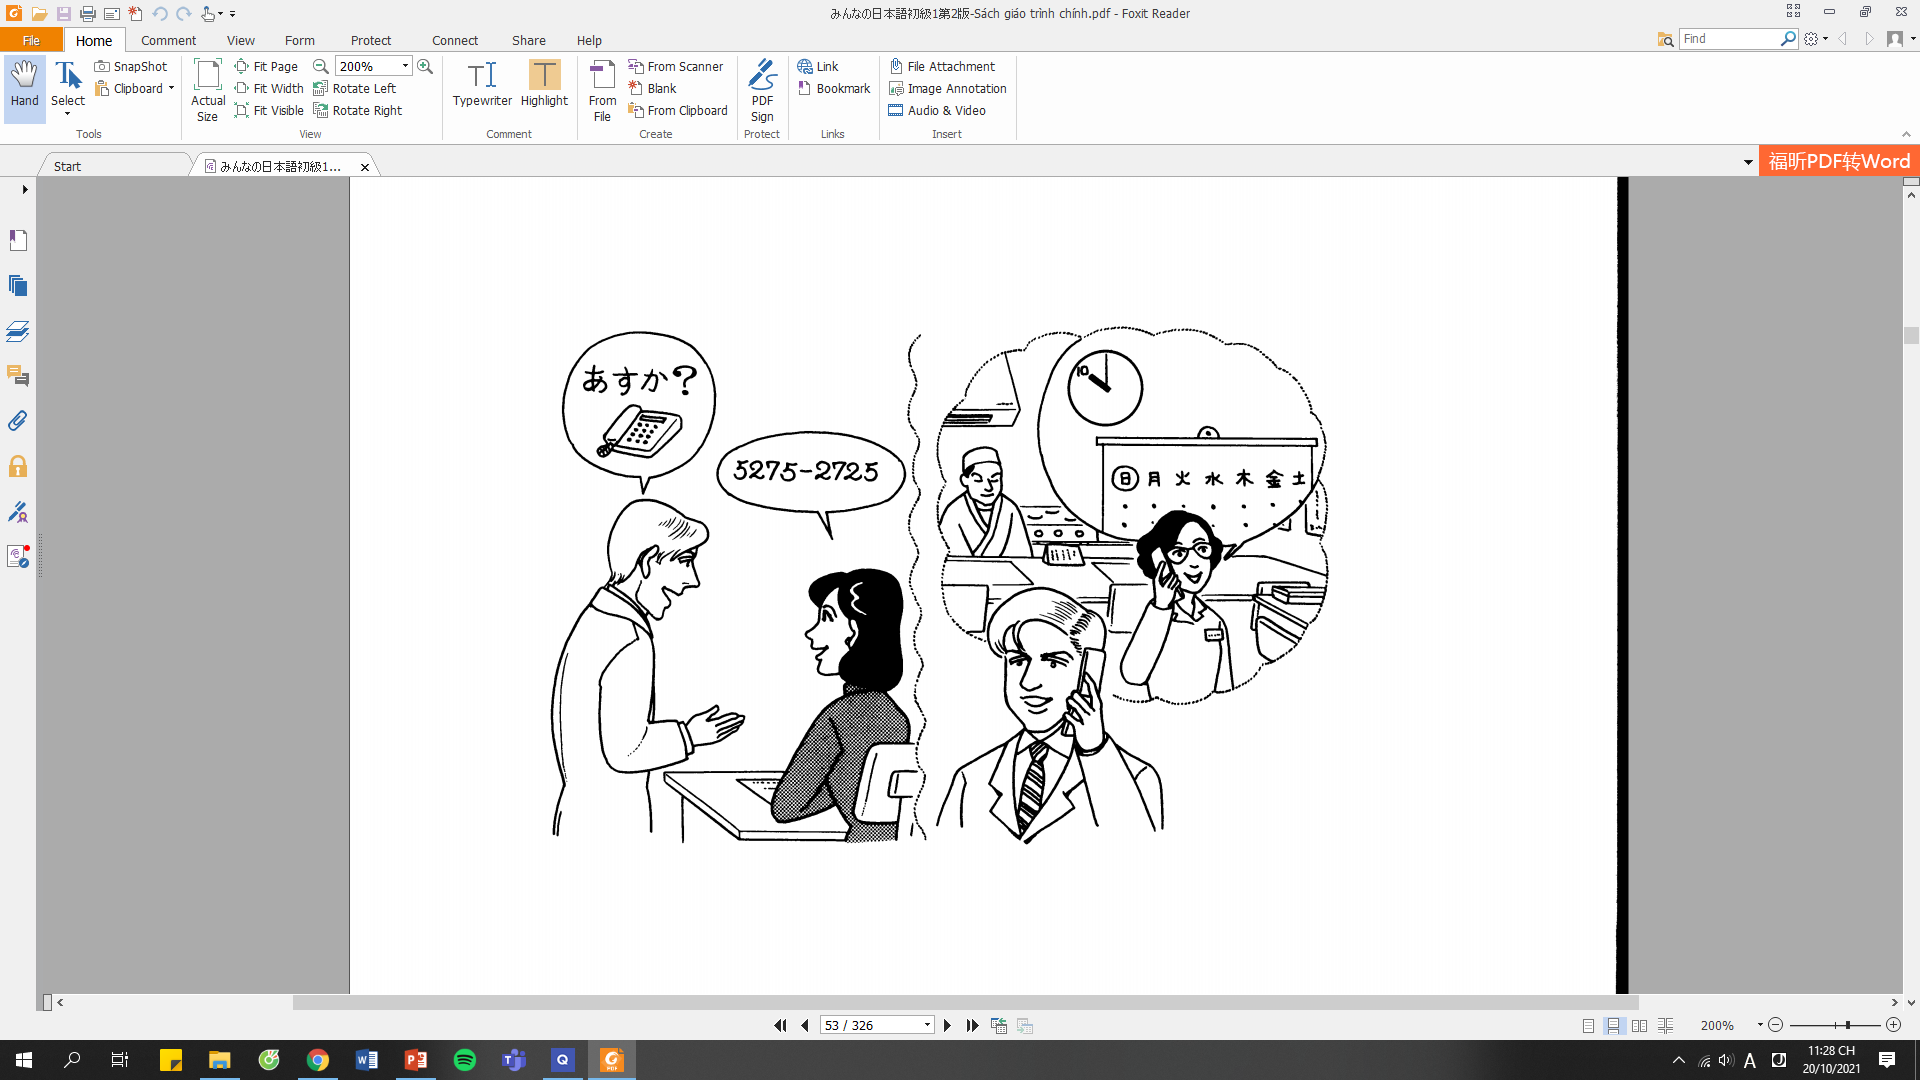 みんなの日本語初級1第2版-Sách giáo trình chính.pdf - Foxit Reader
File Home Comment View Form Protect Connect Share Help
Find
Hand
Select
SnapShot
Clipboard
Tools
Actual Size
Fit Page
Fit Width
Fit Visible
200%
Rotate Left
Rotate Right
View
Typewriter
Highlight
Comment
From File
From Scanner
Blank
From Clipboard
Create
PDF Sign
Protect
Link
Bookmark
Links
File Attachment
Image Annotation
Audio & Video
Insert
Start
みんなの日本語初級1...
福昕PDF转Word
あすか?
5275-2725
10
日 月 火 水 木 金 土
53 / 326
200%
11:28 CH
20/10/2021